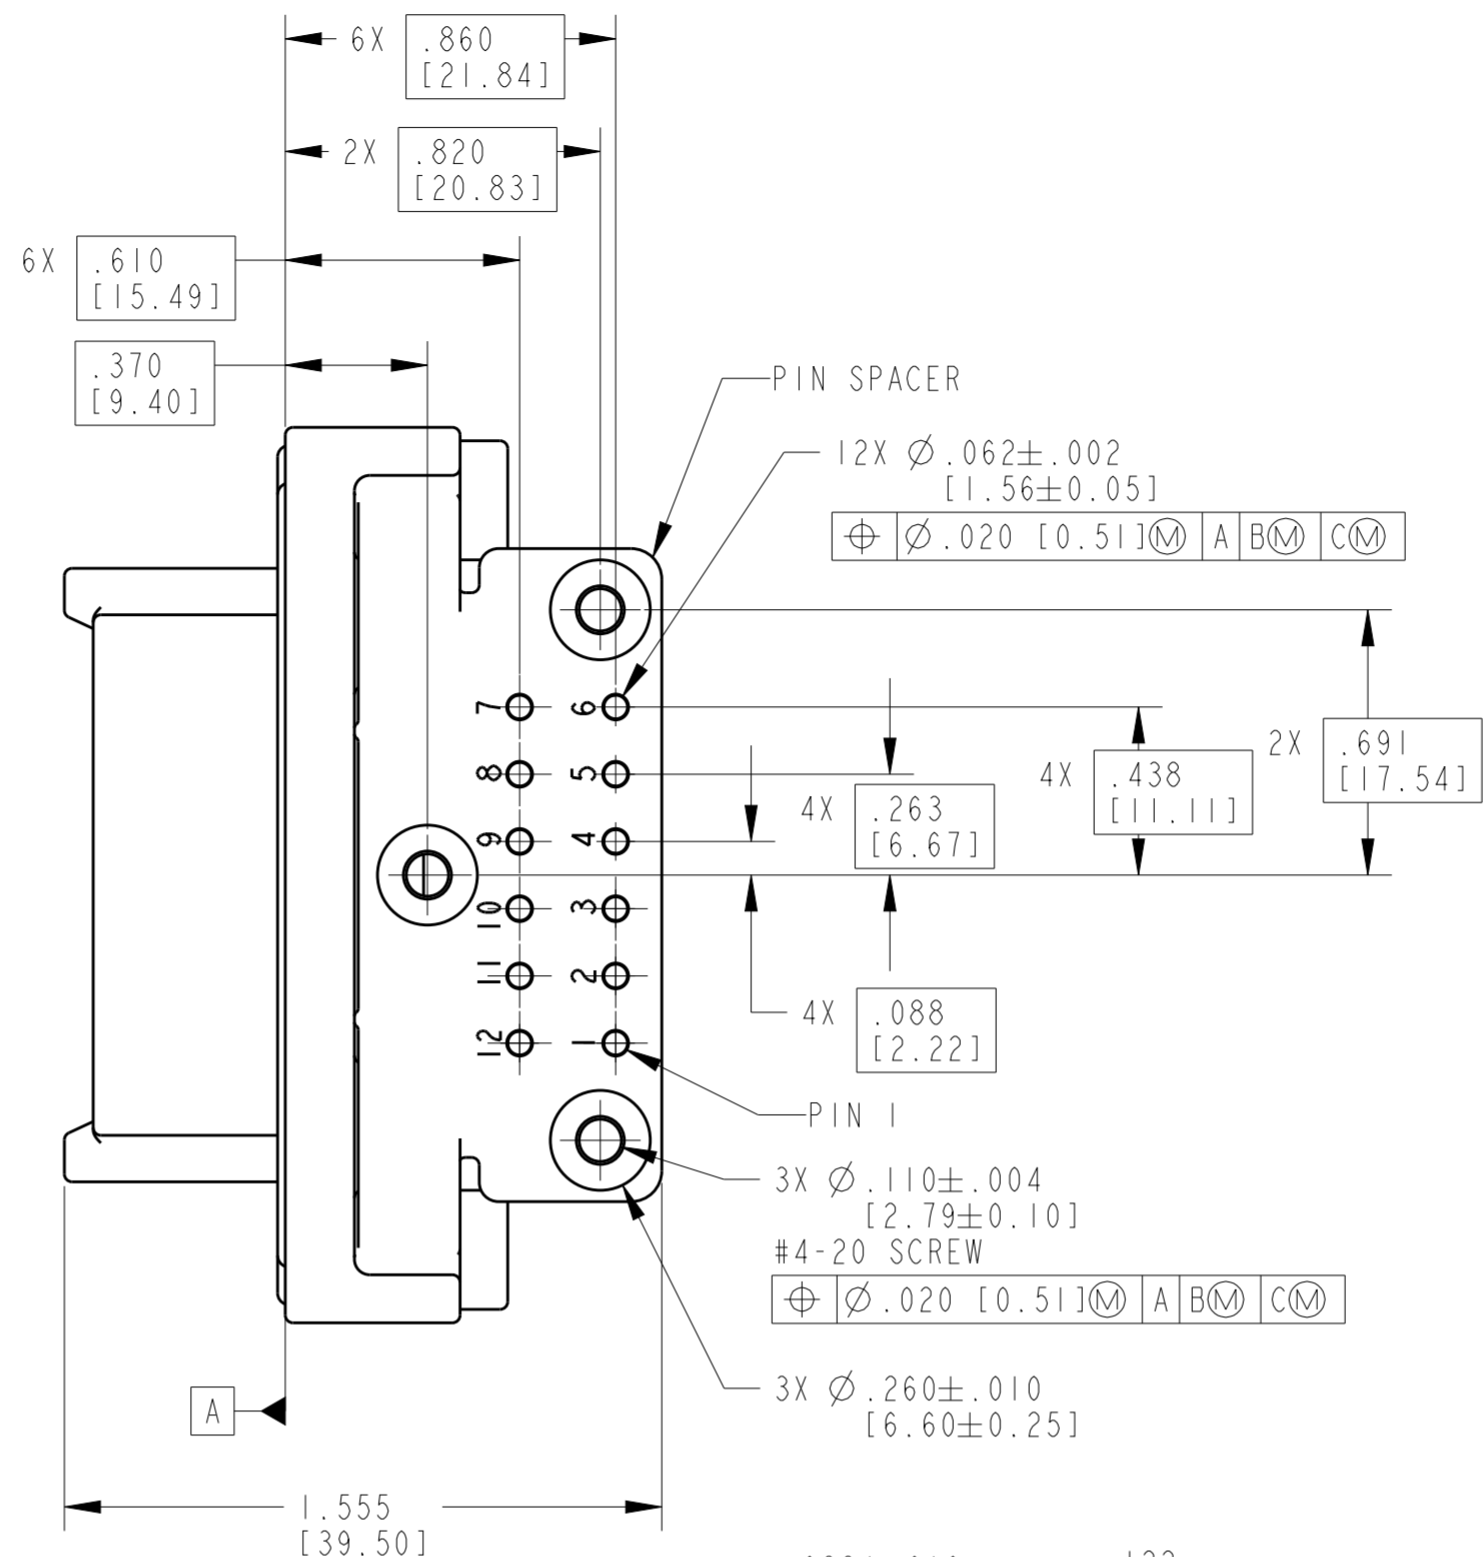 6X .860
[21.84]
2X .820
[20.83]
6X .610
[15.49]
.370
[9.40]
PIN SPACER
12X Ø .062±.002
[1.56±0.05]
⌖ Ø.020 [0.51]Ⓜ A BⓂ CⓂ
7 6
8 5
9 4
10 3
11 2
12 1
2X .691
[17.54]
4X .438
[11.11]
4X .263
[6.67]
4X .088
[2.22]
PIN 1
3X Ø .110±.004
[2.79±0.10]
#4-20 SCREW
⌖ Ø.020 [0.51]Ⓜ A BⓂ CⓂ
3X Ø .260±.010
[6.60±0.25]
A
1.555
[39.50]